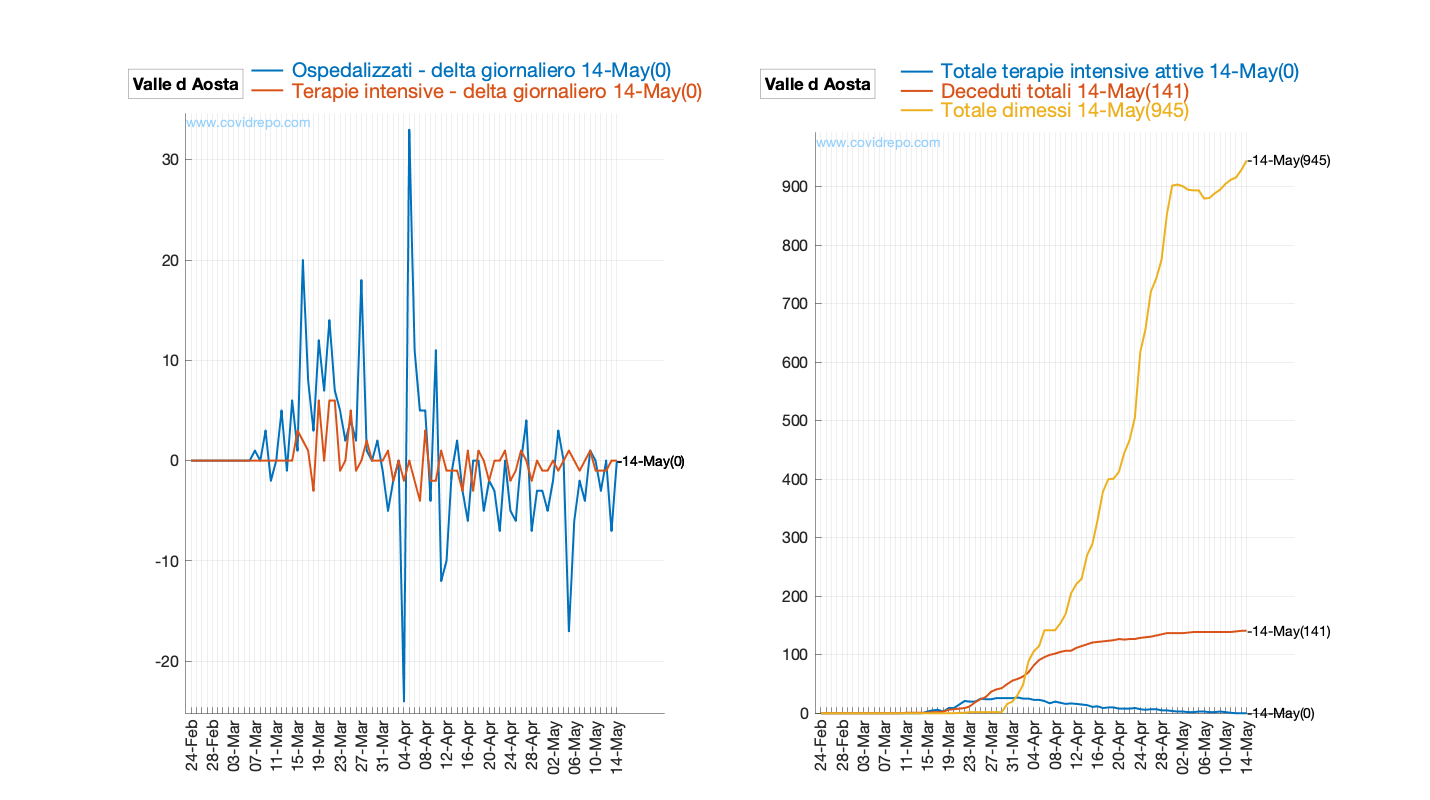 Valle d Aosta
Ospedalizzati - delta giornaliero 14-May(0)
Terapie intensive - delta giornaliero 14-May(0)
www.covidrepo.com
30
20
10
0
-10
-20
-14-May(0)
24-Feb
28-Feb
03-Mar
07-Mar
11-Mar
15-Mar
19-Mar
23-Mar
27-Mar
31-Mar
04-Apr
08-Apr
12-Apr
16-Apr
20-Apr
24-Apr
28-Apr
02-May
06-May
10-May
14-May
Valle d Aosta
Totale terapie intensive attive 14-May(0)
Deceduti totali 14-May(141)
Totale dimessi 14-May(945)
www.covidrepo.com
900
800
700
600
500
400
300
200
100
0
-14-May(945)
-14-May(141)
-14-May(0)
24-Feb
28-Feb
03-Mar
07-Mar
11-Mar
15-Mar
19-Mar
23-Mar
27-Mar
31-Mar
04-Apr
08-Apr
12-Apr
16-Apr
20-Apr
24-Apr
28-Apr
02-May
06-May
10-May
14-May